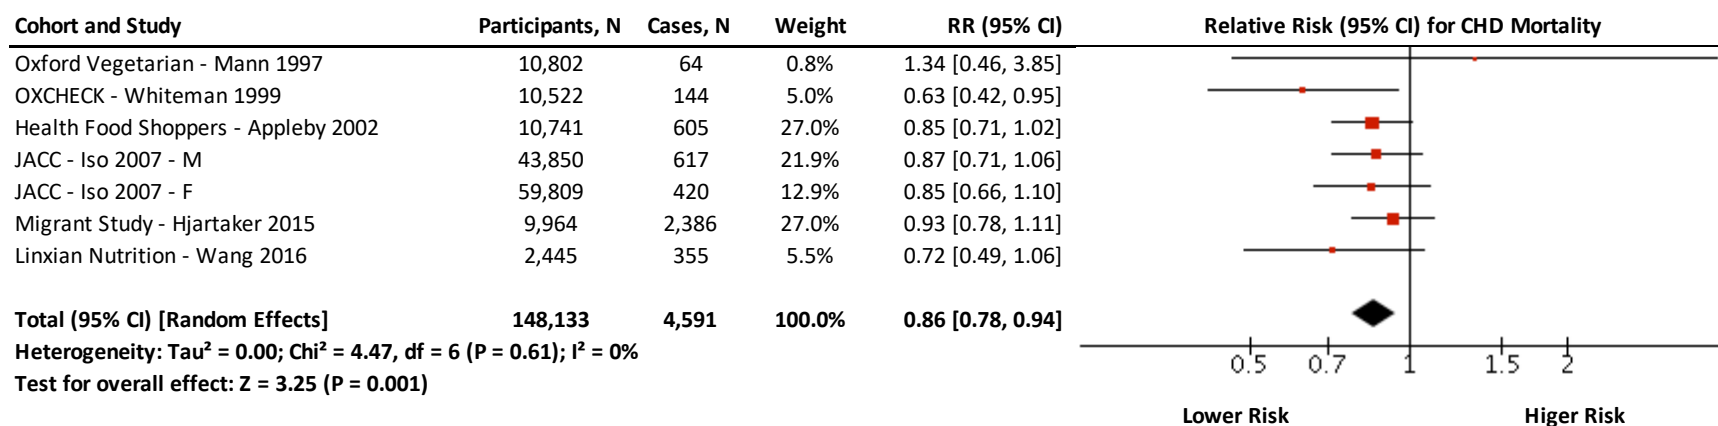 Cohort and Study Participants, N Cases, N Weight RR (95% CI) Relative Risk (95% CI) for CHD Mortality
Oxford Vegetarian - Mann 1997 10,802 64 0.8% 1.34 [0.46, 3.85]
OXCHECK - Whiteman 1999 10,522 144 5.0% 0.63 [0.42, 0.95]
Health Food Shoppers - Appleby 2002 10,741 605 27.0% 0.85 [0.71, 1.02]
JACC - Iso 2007 - M 43,850 617 21.9% 0.87 [0.71, 1.06]
JACC - Iso 2007 - F 59,809 420 12.9% 0.85 [0.66, 1.10]
Migrant Study - Hjartaker 2015 9,964 2,386 27.0% 0.93 [0.78, 1.11]
Linxian Nutrition - Wang 2016 2,445 355 5.5% 0.72 [0.49, 1.06]
Total (95% CI) [Random Effects] 148,133 4,591 100.0% 0.86 [0.78, 0.94]
Heterogeneity: Tau² = 0.00; Chi² = 4.47, df = 6 (P = 0.61); I² = 0%
Test for overall effect: Z = 3.25 (P = 0.001)
0.5 0.7 1 1.5 2
Lower Risk Higer Risk